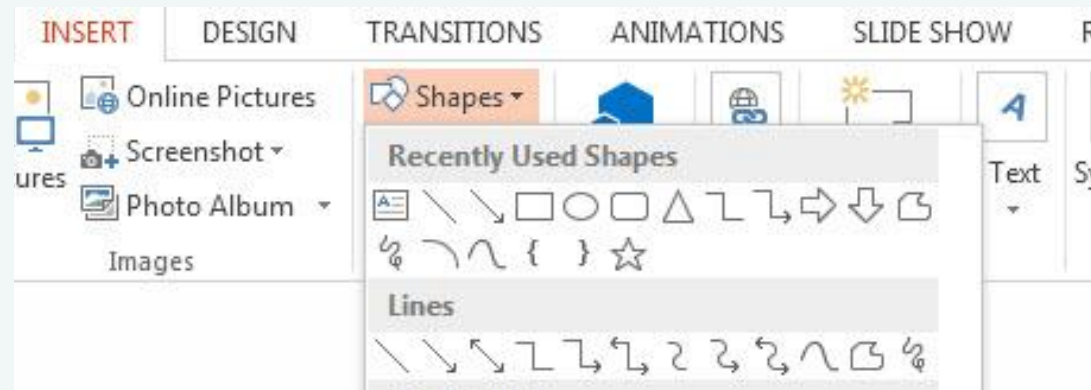 INSERT DESIGN TRANSITIONS ANIMATIONS SLIDE SHOW
Online Pictures
Screenshot
Photo Album
Images
Shapes
Text
Recently Used Shapes
Lines